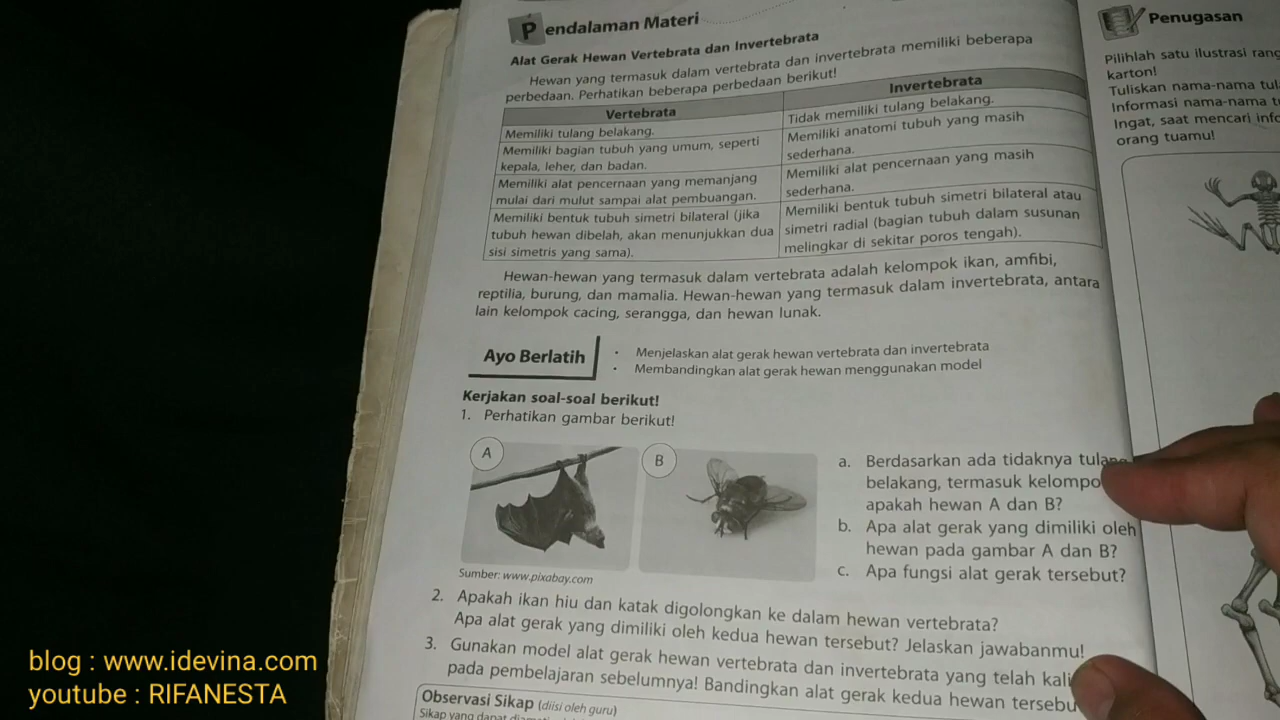 Pendalaman Materi
Alat Gerak Hewan Vertebrata dan Invertebrata
Hewan yang termasuk dalam vertebrata dan invertebrata memiliki beberapa
perbedaan. Perhatikan beberapa perbedaan berikut!
Vertebrata
Memiliki tulang belakang.
Memiliki bagian tubuh yang umum, seperti
kepala, leher, dan badan.
Memiliki alat pencernaan yang memanjang
mulai dari mulut sampai alat pembuangan.
Memiliki bentuk tubuh simetri bilateral (jika
tubuh hewan dibelah, akan menunjukkan dua
sisi simetris yang sama).
Invertebrata
Tidak memiliki tulang belakang.
Memiliki anatomi tubuh yang masih
sederhana.
Memiliki alat pencernaan yang masih
sederhana.
Memiliki bentuk tubuh simetri bilateral atau
simetri radial (bagian tubuh dalam susunan
melingkar di sekitar poros tengah).
Hewan-hewan yang termasuk dalam vertebrata adalah kelompok ikan, amfibi,
reptilia, burung, dan mamalia. Hewan-hewan yang termasuk dalam invertebrata, antara
lain kelompok cacing, serangga, dan hewan lunak.
Ayo Berlatih
• Menjelaskan alat gerak hewan vertebrata dan invertebrata
• Membandingkan alat gerak hewan menggunakan model
Kerjakan soal-soal berikut!
1. Perhatikan gambar berikut!
A
B
Sumber: www.pixabay.com
a. Berdasarkan ada tidaknya
belakang, termasuk
apakah hewan A dan B?
b. Apa alat gerak yang dimiliki oleh
hewan pada gambar A dan B?
c. Apa fungsi alat gerak tersebut?
2. Apakah ikan hiu dan katak digolongkan ke dalam hewan vertebrata?
Apa alat gerak yang dimiliki oleh kedua hewan tersebut? Jelaskan jawabanmu!
3. Gunakan model alat gerak hewan vertebrata dan invertebrata yang telah
pada pembelajaran sebelumnya! Bandingkan alat gerak kedua hewan
Observasi Sikap (diisi oleh guru)
Sikap yang dapat
Penugasan
Pilihlah satu ilustrasi
karton!
Tuliskan nama-nama
Informasi nama-nama
Ingat, saat mencari
orang tuamu!
blog : www.idevina.com
youtube : RIFANESTA